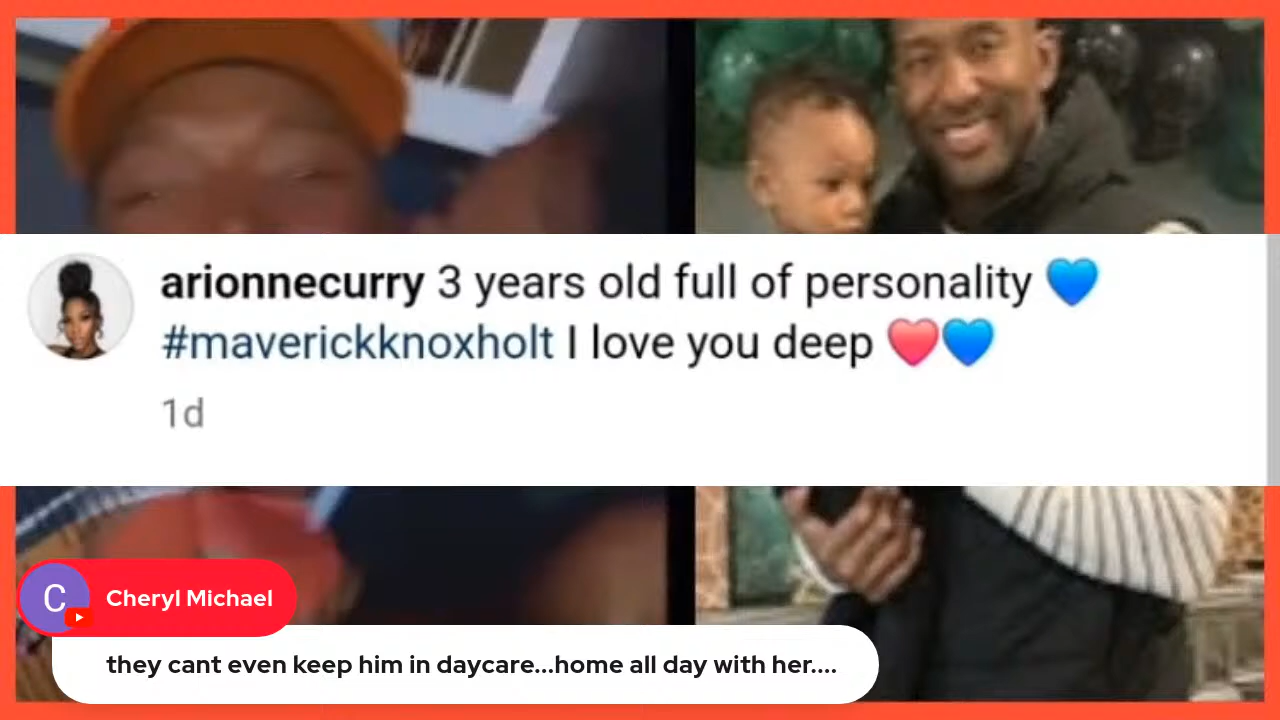 arionnecurry 3 years old full of personality 💙
#maverickknoxholt I love you deep ❤️💙
1d
C
Cheryl Michael
they cant even keep him in daycare...home all day with her....